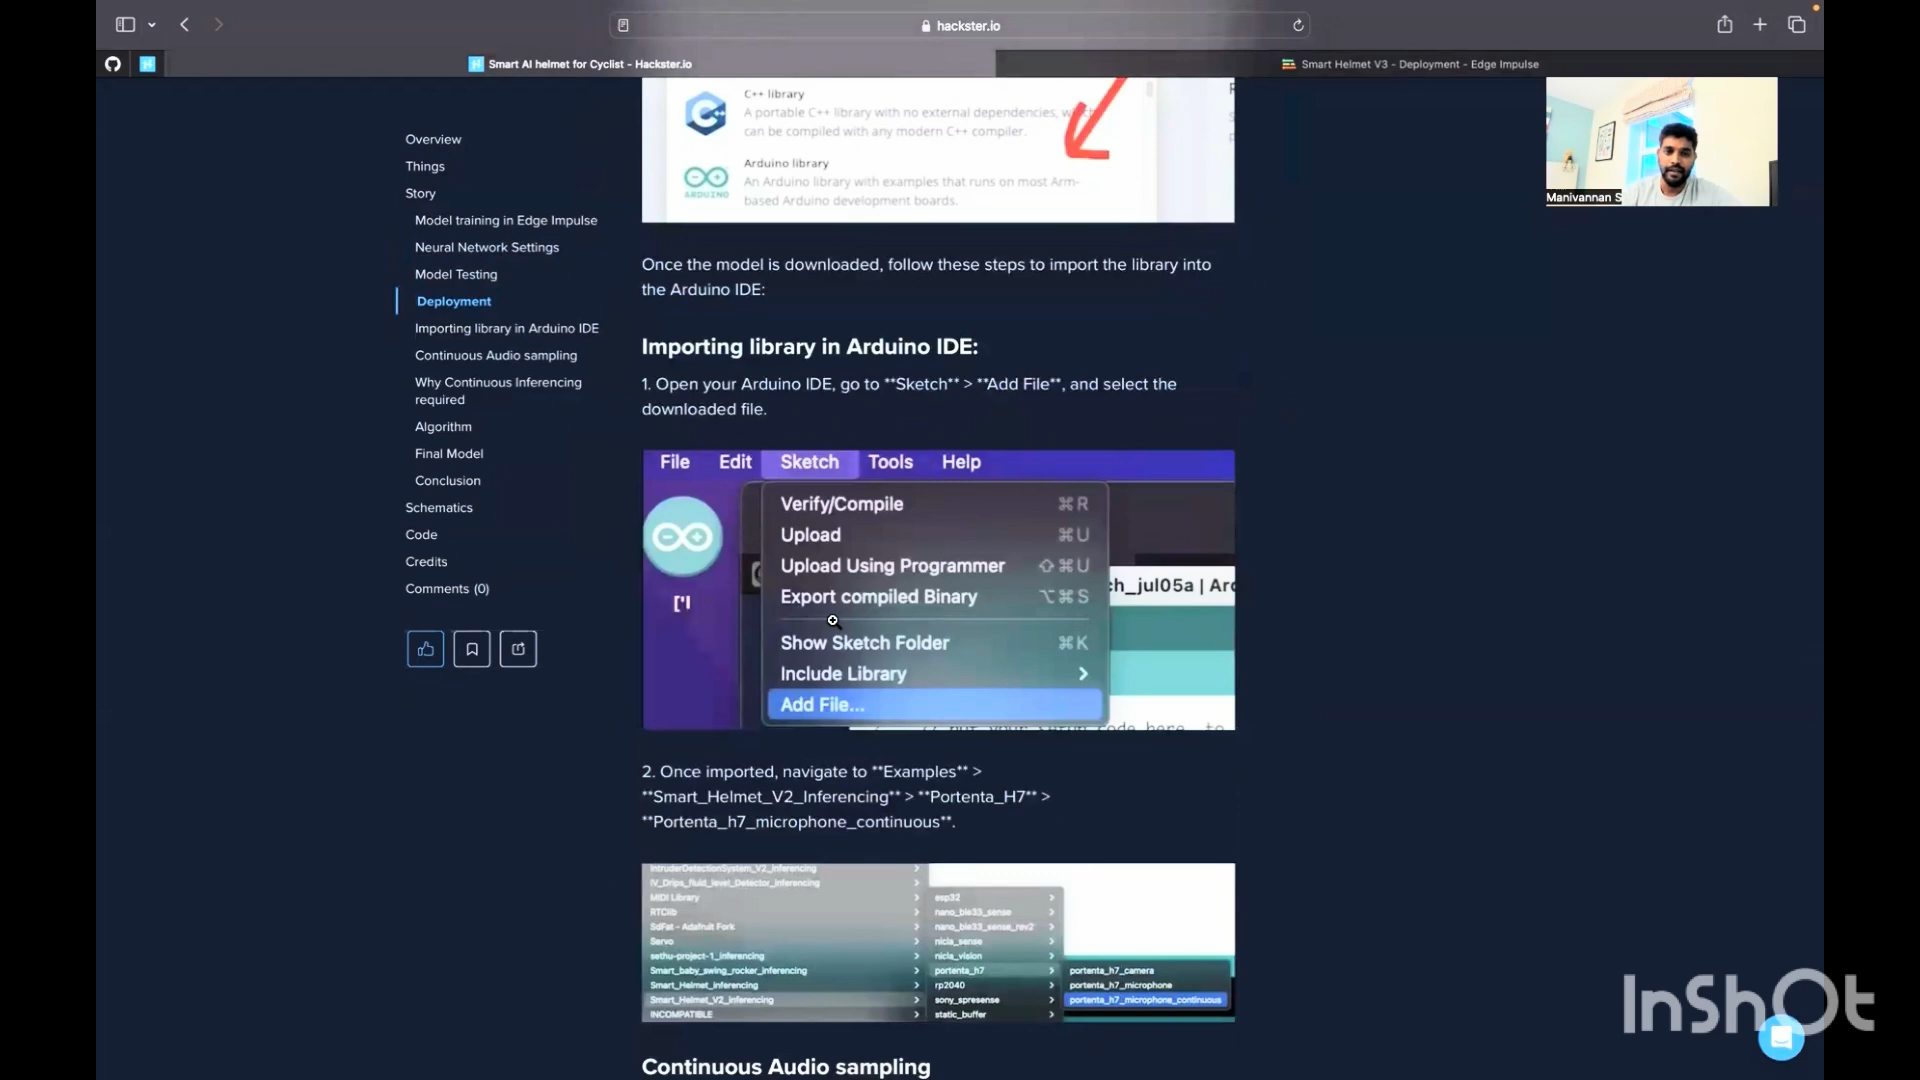 hackster.io
Smart AI helmet for Cyclist - Hackster.io
Smart Helmet V3 - Deployment - Edge Impulse
Manivannan S
Overview
Things
Story
Model training in Edge Impulse
Neural Network Settings
Model Testing
Deployment
Importing library in Arduino IDE
Continuous Audio sampling
Why Continuous Inferencing
required
Algorithm
Final Model
Conclusion
Schematics
Code
Credits
Comments (0)
C++ library
A portable C++ library with no external dependencies,
can be compiled with any modern C++ compiler.
Arduino library
An Arduino library with examples that runs on most Arm-
based Arduino development boards.
ARDUINO
Once the model is downloaded, follow these steps to import the library into
the Arduino IDE:
Importing library in Arduino IDE:
1. Open your Arduino IDE, go to **Sketch** > **Add File**, and select the
downloaded file.
File Edit Sketch Tools Help
Verify/Compile ⌘R
Upload ⌘U
Upload Using Programmer ⇧⌘U
Export compiled Binary ⌥⌘S
ch_jul05a | Ard
Show Sketch Folder ⌘K
Include Library
Add File...
2. Once imported, navigate to **Examples** >
**Smart_Helmet_V2_Inferencing** > **Portenta_H7** >
**Portenta_h7_microphone_continuous**.
IntruderDetectionSystem_V2_inferencing
IV_Drips_fluid_level_Detector_inferencing
MIDI Library
RTClib
SdFat - Adafruit Fork
Servo
sethu-project-1_inferencing
Smart_baby_swing_rocker_inferencing
Smart_Helmet_inferencing
Smart_Helmet_V2_inferencing
INCOMPATIBLE
esp32
nano_ble33_sense
nano_ble33_sense_rev2
nicla_sense
nicla_vision
portenta_h7
rp2040
sony_spresense
static_buffer
portenta_h7_camera
portenta_h7_microphone
portenta_h7_microphone_continuous
Continuous Audio sampling
InShOt